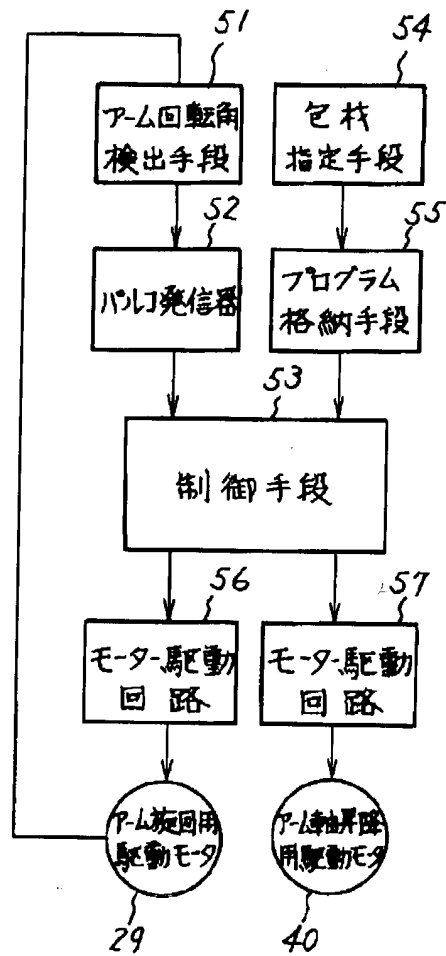 51
54
アーム回転角
検出手段
包材
指定手段
52
55
パルス発信器
プログラム
格納手段
53
制御手段
56
57
モーター駆動
回路
モーター駆動
回路
アーム旋回用
駆動モータ
アーム軸昇降
用駆動モータ
29
40